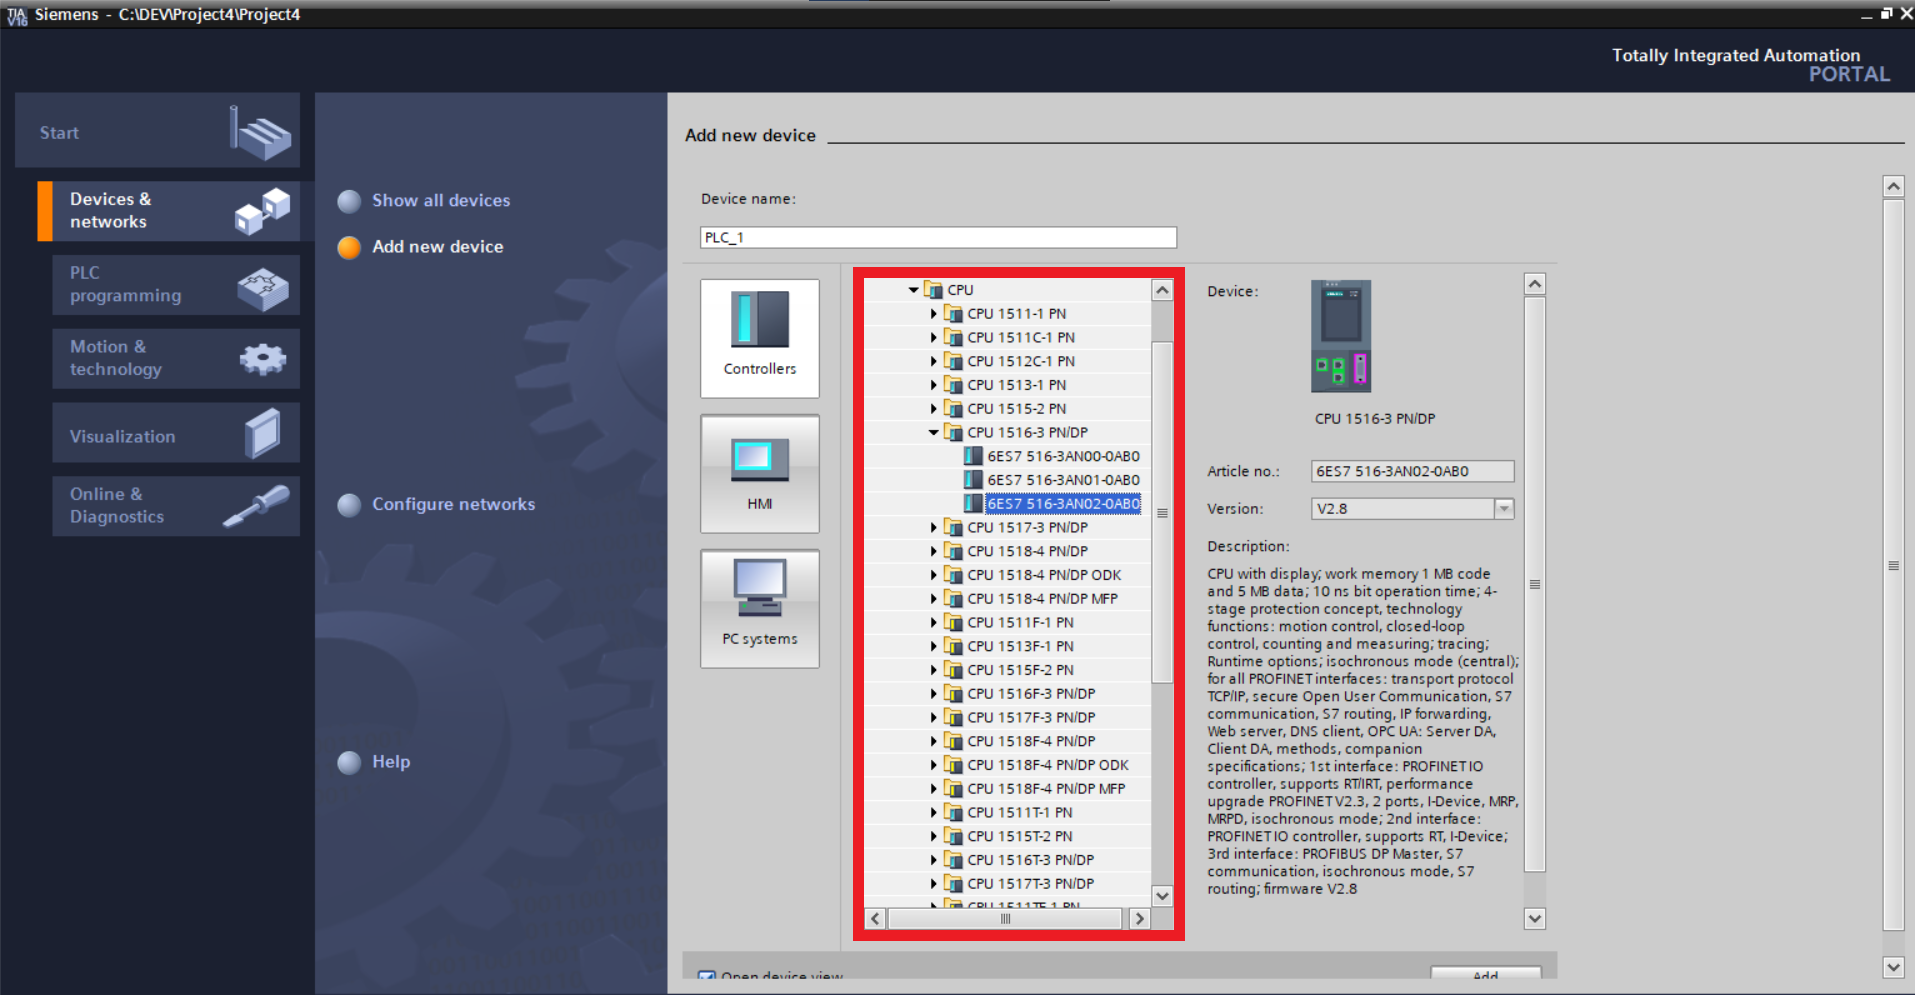 TIA
V16
Siemens - C:\DEV\Project4\Project4
Totally Integrated Automation
PORTAL
Start
Devices &
networks
PLC
programming
Motion &
technology
Visualization
Online &
Diagnostics
Show all devices
Add new device
Configure networks
Help
Add new device
Device name:
PLC_1
Controllers
HMI
PC systems
CPU
CPU 1511-1 PN
CPU 1511C-1 PN
CPU 1512C-1 PN
CPU 1513-1 PN
CPU 1515-2 PN
CPU 1516-3 PN/DP
6ES7 516-3AN00-0AB0
6ES7 516-3AN01-0AB0
6ES7 516-3AN02-0AB0
CPU 1517-3 PN/DP
CPU 1518-4 PN/DP
CPU 1518-4 PN/DP ODK
CPU 1518-4 PN/DP MFP
CPU 1511F-1 PN
CPU 1513F-1 PN
CPU 1515F-2 PN
CPU 1516F-3 PN/DP
CPU 1517F-3 PN/DP
CPU 1518F-4 PN/DP
CPU 1518F-4 PN/DP ODK
CPU 1518F-4 PN/DP MFP
CPU 1511T-1 PN
CPU 1515T-2 PN
CPU 1516T-3 PN/DP
CPU 1517T-3 PN/DP
CPU 1511TF-1 PN
Device:
CPU 1516-3 PN/DP
Article no.: 6ES7 516-3AN02-0AB0
Version: V2.8
Description:
CPU with display; work memory 1 MB code
and 5 MB data; 10 ns bit operation time; 4-
stage protection concept, technology
functions: motion control, closed-loop
control, counting and measuring; tracing;
Runtime options; isochronous mode (central);
for all PROFINET interfaces: transport protocol
TCP/IP, secure Open User Communication, S7
communication, S7 routing, IP forwarding,
Web server, DNS client, OPC UA: Server DA,
Client DA, methods, companion
specifications; 1st interface: PROFINET IO
controller, supports RT/IRT, performance
upgrade PROFINET V2.3, 2 ports, I-Device, MRP,
MRPD, isochronous mode; 2nd interface:
PROFINET IO controller, supports RT, I-Device;
3rd interface: PROFIBUS DP Master, S7
communication, isochronous mode, S7
routing; firmware V2.8
Open device view
Add